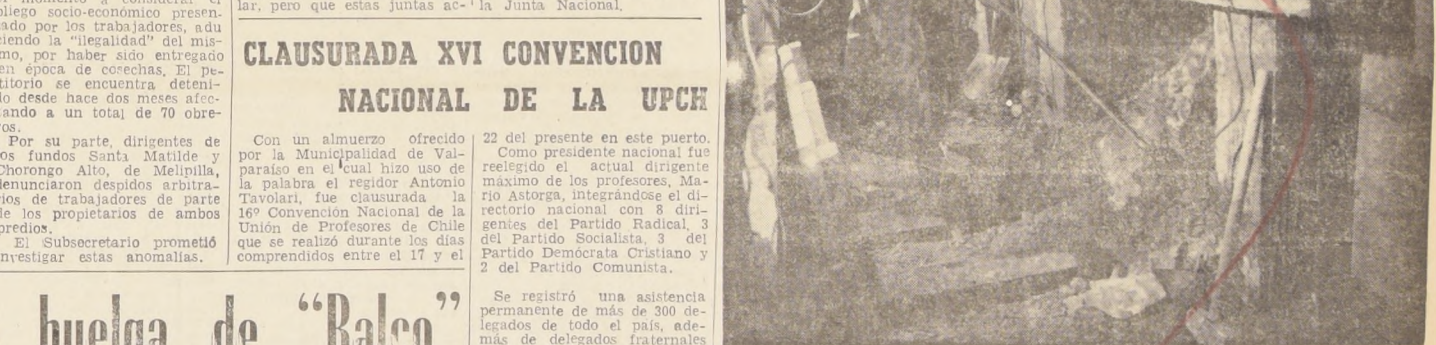 pliego socio-económico presen-
tado por los trabajadores, adu
ciendo la "ilegalidad" del mis-
mo, por haber sido entregado
en época de cosechas. El pe-
titorio se encuentra deteni-
do desde hace dos meses afec-
tando a un total de 70 obre-
ros.
Por su parte, dirigentes de
los fundos Santa Matilde y
Chorongo Alto, de Melipilla,
denunciaron despidos arbitra-
rios de trabajadores de parte
de los propietarios de ambos
predios.
El Subsecretario prometió
investigar estas anomalías.
lar, pero que estas juntas ac-
la Junta Nacional.
CLAUSURADA XVI CONVENCION
NACIONAL DE LA UPCH
Con un almuerzo ofrecido
por la Municipalidad de Val-
paraíso en el cual hizo uso de
la palabra el regidor Antonio
Tavolari, fue clausurada la
16º Convención Nacional de la
Unión de Profesores de Chile
que se realizó durante los días
comprendidos entre el 17 y el
22 del presente en este puerto.
Como presidente nacional fue
reelegido el actual dirigente
máximo de los profesores, Ma-
rio Astorga, integrándose el di-
rectorio nacional con 8 diri-
gentes del Partido Radical, 3
del Partido Socialista, 3 del
Partido Demócrata Cristiano y
2 del Partido Comunista.
Se registró una asistencia
permanente de más de 300 de-
legados de todo el país, ade-
más de delegados fraternales
huelga de "Ralco"